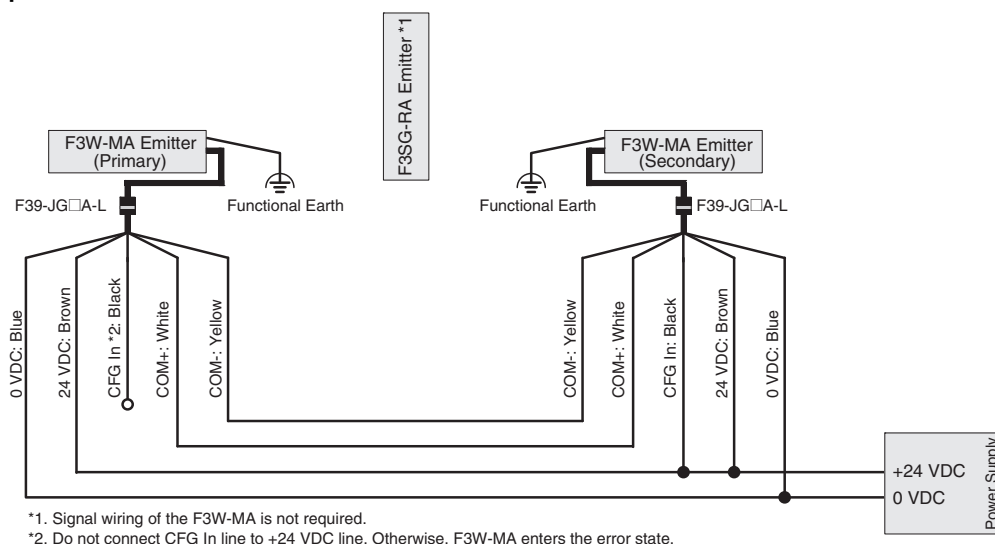 F3SG-RA Emitter *1
F3W-MA Emitter
(Primary)
F3W-MA Emitter
(Secondary)
F39-JG□A-L
Functional Earth
Functional Earth
F39-JG□A-L
0 VDC: Blue
24 VDC: Brown
CFG In *2: Black
COM+: White
COM-: Yellow
COM-: Yellow
COM+: White
CFG In: Black
24 VDC: Brown
0 VDC: Blue
+24 VDC
0 VDC
Power Supply
*1. Signal wiring of the F3W-MA is not required.
*2. Do not connect CFG In line to +24 VDC line. Otherwise, F3W-MA enters the error state.